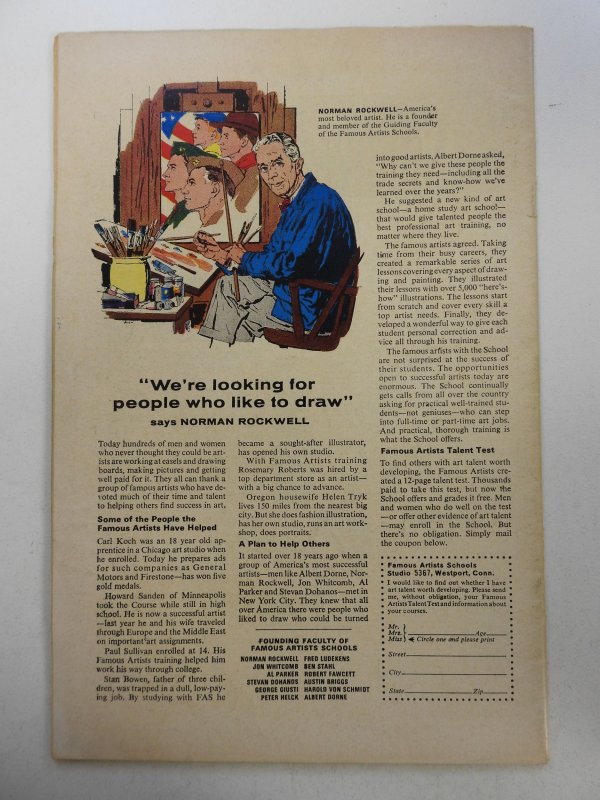 NORMAN ROCKWELL—America's
most beloved artist. He is a founder
and member of the Guiding Faculty
of the Famous Artists Schools.
"We're looking for
people who like to draw"
says NORMAN ROCKWELL
Today hundreds of men and women
who never thought they could be art-
ists are working at easels and drawing
boards, making pictures and getting
well paid for it. They all can thank a
group of famous artists who have de-
voted much of their time and talent
to helping others find success in art.
Some of the People the
Famous Artists Have Helped
Carl Koch was an 18 year old ap-
prentice in a Chicago art studio when
he enrolled. Today he prepares ads
for such companies as General
Motors and Firestone—has won five
gold medals.
Howard Sanden of Minneapolis
took the Course while still in high
school. He is now a successful artist
—last year he and his wife traveled
through Europe and the Middle East
on important art assignments.
Paul Sullivan enrolled at 14. His
Famous Artists training helped him
work his way through college.
Stan Bowen, father of three chil-
dren, was trapped in a dull, low-pay-
ing job. By studying with FAS he
became a sought-after illustrator,
has opened his own studio.
With Famous Artists training
Rosemary Roberts was hired by a
top department store as an artist—
with a big chance to advance.
Oregon housewife Helen Tryk
lives 150 miles from the nearest big
city. But she does fashion illustration,
has her own studio, runs an art work-
shop, does portraits.
A Plan to Help Others
It started over 18 years ago when a
group of America's most successful
artists—men like Albert Dorne, Nor-
man Rockwell, Jon Whitcomb, Al
Parker and Stevan Dohanos—met in
New York City. They knew that all
over America there were people who
liked to draw who could be turned
FOUNDING FACULTY OF
FAMOUS ARTISTS SCHOOLS
NORMAN ROCKWELL FRED LUDEKENS
JON WHITCOMB BEN STAHL
AL PARKER ROBERT FAWCETT
STEVAN DOHANOS AUSTIN BRIGGS
GEORGE GIUSTI HAROLD VON SCHMIDT
PETER HELCK ALBERT DORNE
into good artists. Albert Dorne asked,
"Why can't we give these people the
training they need—including all the
trade secrets and know-how we've
learned over the years?"
He suggested a new kind of art
school—a home study art school—
that would give talented people the
best professional art training, no
matter where they live.
The famous artists agreed. Taking
time from their busy careers, they
created a remarkable series of art
lessons covering every aspect of draw-
ing and painting. They illustrated
their lessons with over 5,000 "here's-
how" illustrations. The lessons start
from scratch and cover every skill a
top artist needs. Finally, they de-
veloped a wonderful way to give each
student personal correction and ad-
vice all through his training.
The famous artists with the School
are not surprised at the success of
their students. The opportunities
open to successful artists today are
enormous. The School continually
gets calls from all over the country
asking for practical well-trained stu-
dents—not geniuses—who can step
into full-time or part-time art jobs.
And practical, thorough training is
what the School offers.
Famous Artists Talent Test
To find others with art talent worth
developing, the Famous Artists cre-
ated a 12-page talent test. Thousands
paid to take this test, but now the
School offers and grades it free. Men
and women who do well on the test
—or offer other evidence of art talent
—may enroll in the School. But
there's no obligation. Simply mail
the coupon below.
Famous Artists Schools
Studio 5367, Westport, Conn.
I would like to find out whether I have
art talent worth developing. Please send
me, without obligation, your Famous
Artists Talent Test and information about
your courses.
Mr.
Mrs. Age
Miss Circle one and please print
Street
City
State Zip